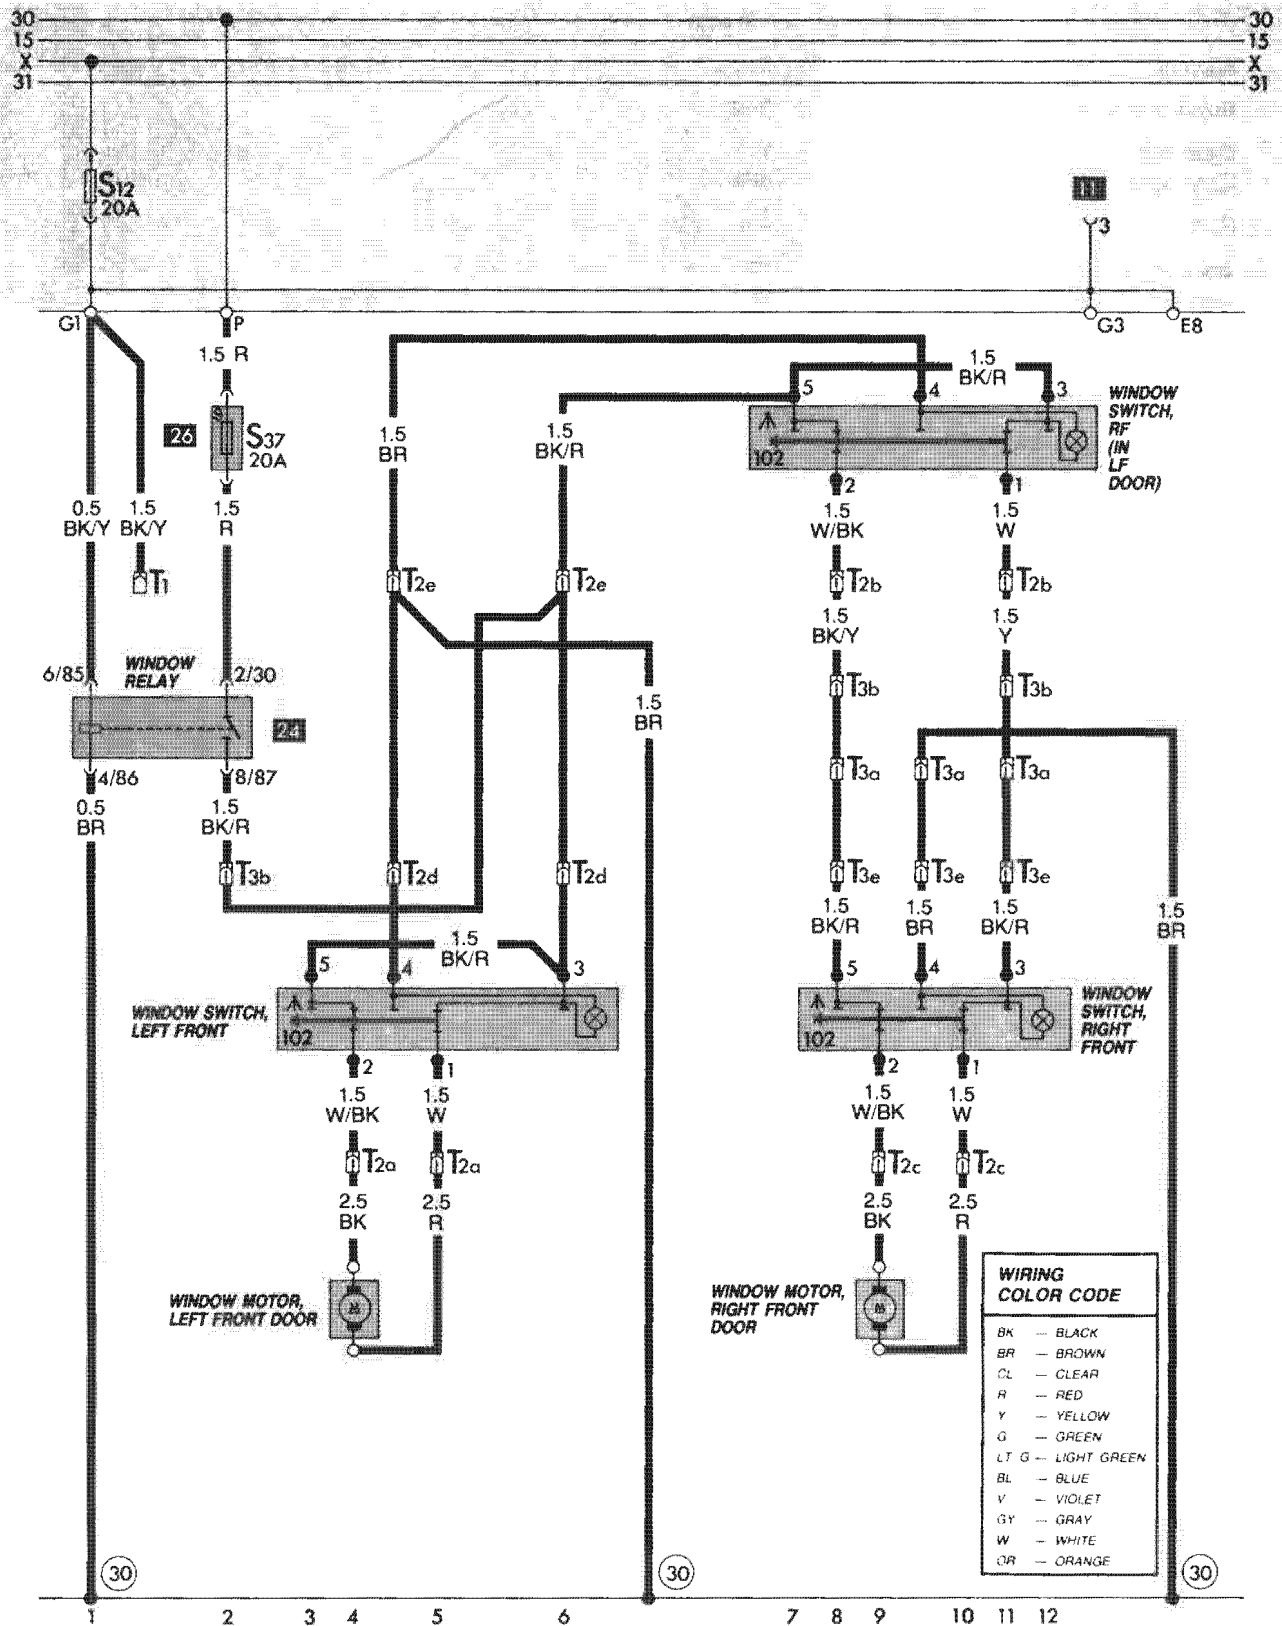 30 30
15 15
X X
31 31
S12
20A
11
3
G1 P G3 E8
1.5 R
5 4 1.5 3
BK/R
WINDOW
SWITCH,
RF
(IN
LF
DOOR)
26
S37
20A
1.5
BR
1.5
BK/R
102
2 1
0.5
BK/Y
1.5
BK/Y
1.5
R
1.5
W/BK
1.5
W
T1 T2e T2e T2b T2b
1.5
BK/Y
1.5
Y
6/85 WINDOW
RELAY
2/30
T3b T3b
24
1.5
BR
4/86 8/87
T3a T3a T3a
0.5
BR
1.5
BK/R
T3b T2d T2d T3e T3e T3e
1.5
BK/R
1.5
BR
1.5
BK/R
1.5
BR
5 1.5
BK/R
4 3
5 4 3
WINDOW SWITCH,
LEFT FRONT
102
102
WINDOW
SWITCH,
RIGHT
FRONT
2 1 2 1
1.5
W/BK
1.5
W
1.5
W/BK
1.5
W
T2a T2a T2c T2c
2.5
BK
2.5
R
2.5
BK
2.5
R
WINDOW MOTOR,
LEFT FRONT DOOR
M
WINDOW MOTOR,
RIGHT FRONT
DOOR
M
WIRING
COLOR CODE
BK — BLACK
BR — BROWN
CL — CLEAR
R — RED
Y — YELLOW
G — GREEN
LT G — LIGHT GREEN
BL — BLUE
V — VIOLET
GY — GRAY
W — WHITE
OR — ORANGE
30 30 30
1 2 3 4 5 6 7 8 9 10 11 12